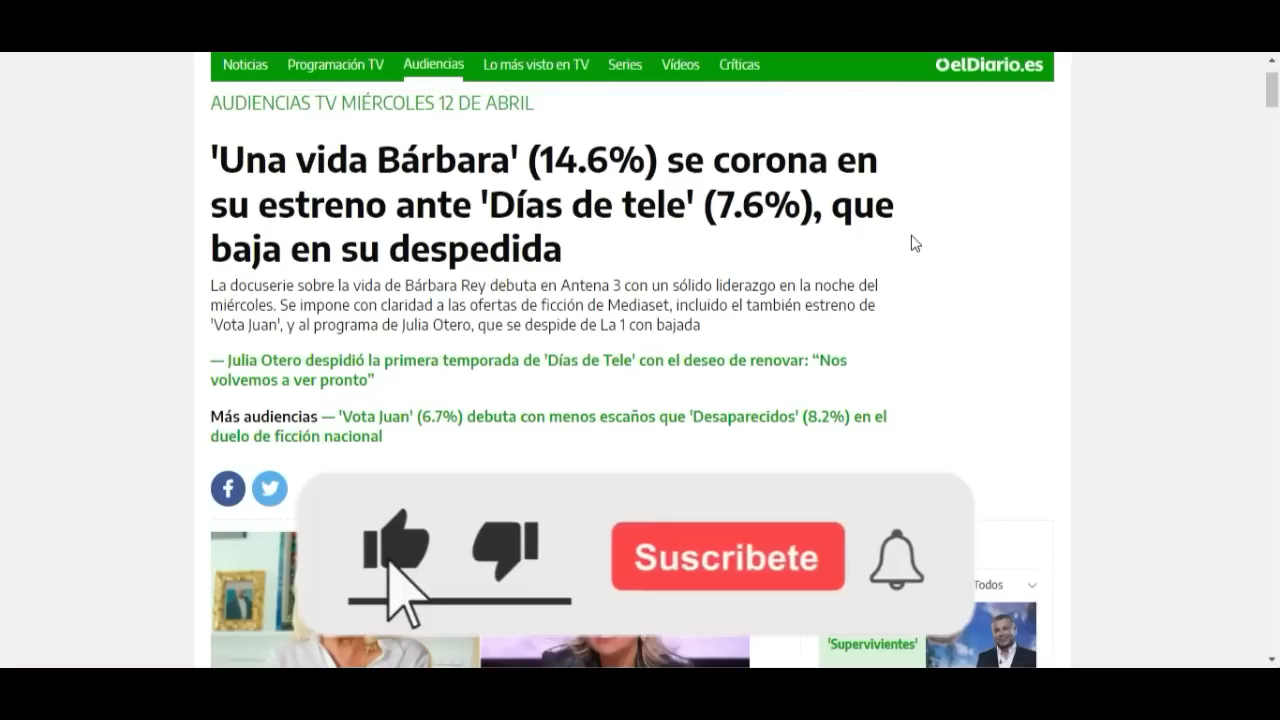 Noticias Programación TV Audiencias Lo más visto en TV Series Vídeos Críticas elDiario.es
AUDIENCIAS TV MIÉRCOLES 12 DE ABRIL
'Una vida Bárbara' (14.6%) se corona en
su estreno ante 'Días de tele' (7.6%), que
baja en su despedida
La docuserie sobre la vida de Bárbara Rey debuta en Antena 3 con un sólido liderazgo en la noche del
miércoles. Se impone con claridad a las ofertas de ficción de Mediaset, incluido el también estreno de
'Vota Juan', y al programa de Julia Otero, que se despide de La 1 con bajada
— Julia Otero despidió la primera temporada de 'Días de Tele' con el deseo de renovar: “Nos
volvemos a ver pronto”
Más audiencias — 'Vota Juan' (6.7%) debuta con menos escaños que 'Desaparecidos' (8.2%) en el
duelo de ficción nacional
Suscribete
Todos
'Supervivientes'